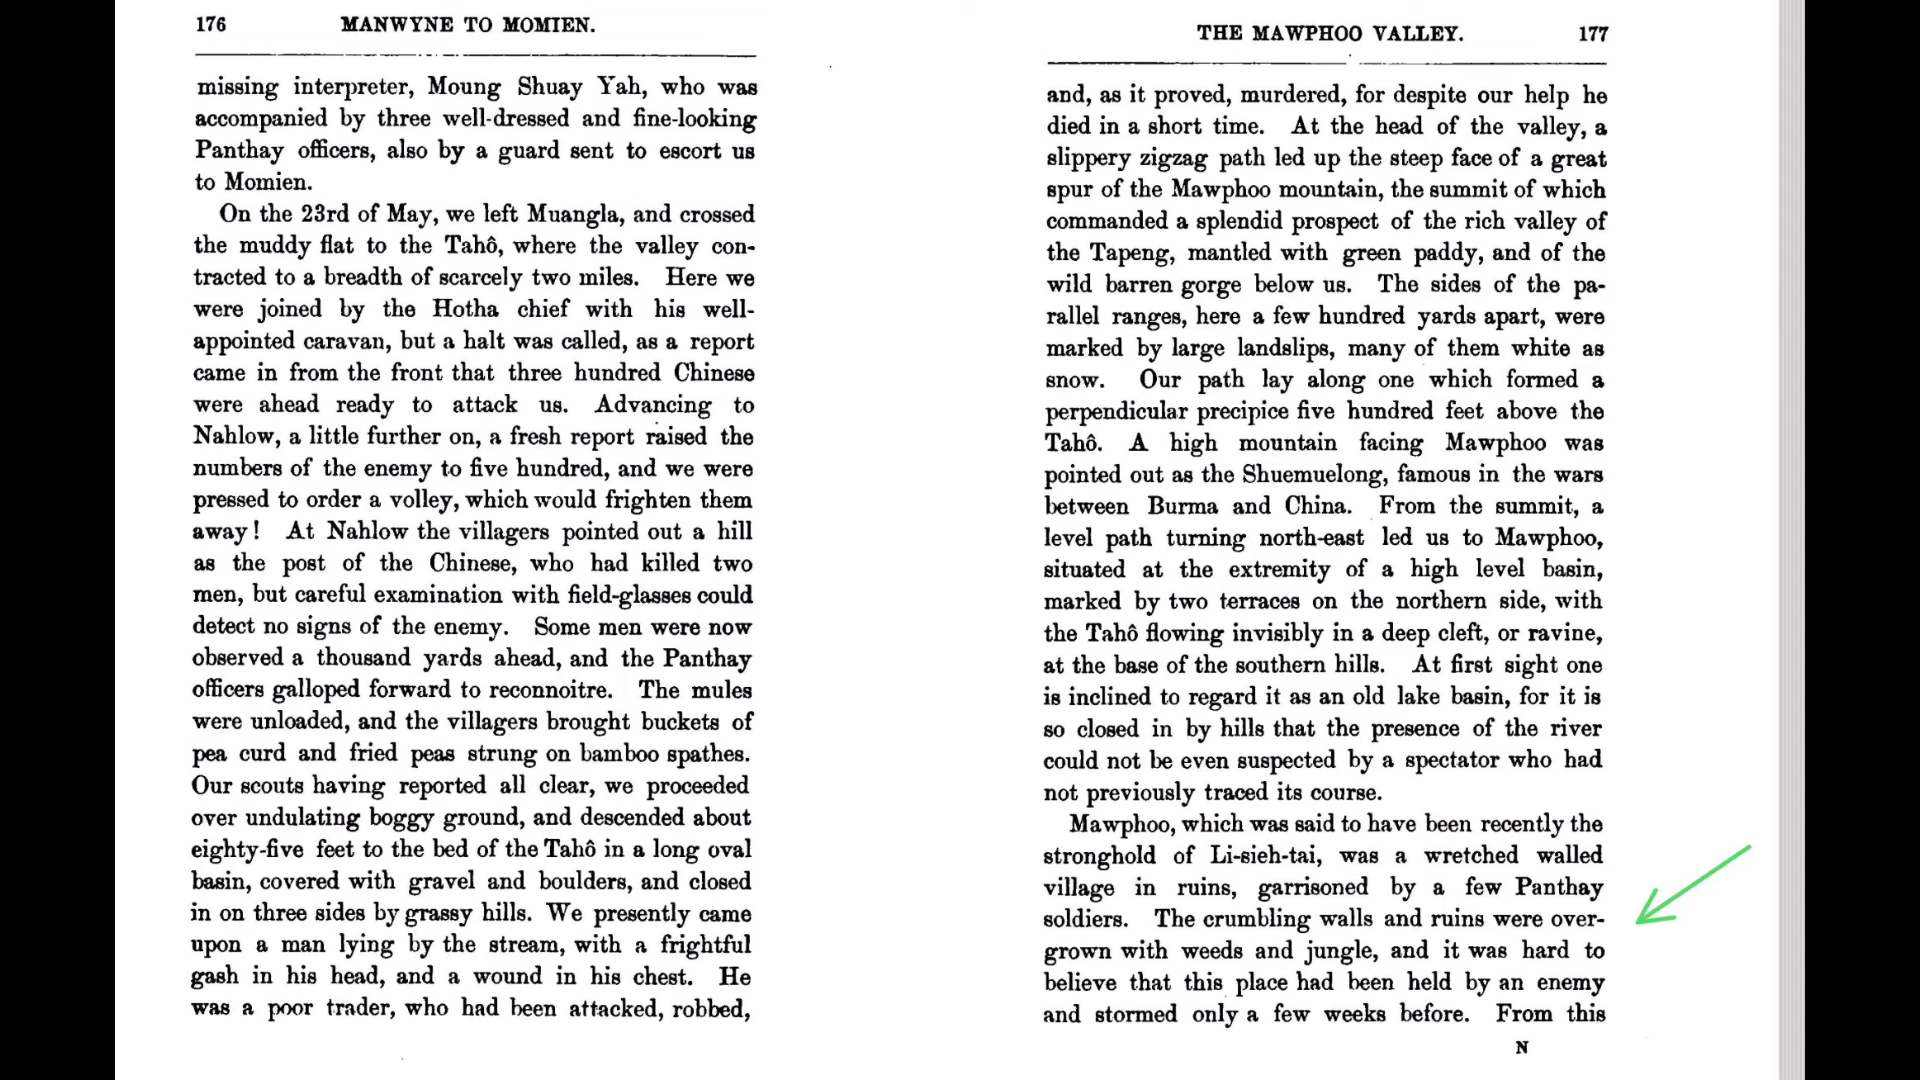 176 MANWYNE TO MOMIEN.
missing interpreter, Moung Shuay Yah, who was
accompanied by three well-dressed and fine-looking
Panthay officers, also by a guard sent to escort us
to Momien.
On the 23rd of May, we left Muangla, and crossed
the muddy flat to the Tahô, where the valley con-
tracted to a breadth of scarcely two miles. Here we
were joined by the Hotha chief with his well-
appointed caravan, but a halt was called, as a report
came in from the front that three hundred Chinese
were ahead ready to attack us. Advancing to
Nahlow, a little further on, a fresh report raised the
numbers of the enemy to five hundred, and we were
pressed to order a volley, which would frighten them
away! At Nahlow the villagers pointed out a hill
as the post of the Chinese, who had killed two
men, but careful examination with field-glasses could
detect no signs of the enemy. Some men were now
observed a thousand yards ahead, and the Panthay
officers galloped forward to reconnoitre. The mules
were unloaded, and the villagers brought buckets of
pea curd and fried peas strung on bamboo spathes.
Our scouts having reported all clear, we proceeded
over undulating boggy ground, and descended about
eighty-five feet to the bed of the Tahô in a long oval
basin, covered with gravel and boulders, and closed
in on three sides by grassy hills. We presently came
upon a man lying by the stream, with a frightful
gash in his head, and a wound in his chest. He
was a poor trader, who had been attacked, robbed,
THE MAWPHOO VALLEY. 177
and, as it proved, murdered, for despite our help he
died in a short time. At the head of the valley, a
slippery zigzag path led up the steep face of a great
spur of the Mawphoo mountain, the summit of which
commanded a splendid prospect of the rich valley of
the Tapeng, mantled with green paddy, and of the
wild barren gorge below us. The sides of the pa-
rallel ranges, here a few hundred yards apart, were
marked by large landslips, many of them white as
snow. Our path lay along one which formed a
perpendicular precipice five hundred feet above the
Tahô. A high mountain facing Mawphoo was
pointed out as the Shuemuelong, famous in the wars
between Burma and China. From the summit, a
level path turning north-east led us to Mawphoo,
situated at the extremity of a high level basin,
marked by two terraces on the northern side, with
the Tahô flowing invisibly in a deep cleft, or ravine,
at the base of the southern hills. At first sight one
is inclined to regard it as an old lake basin, for it is
so closed in by hills that the presence of the river
could not be even suspected by a spectator who had
not previously traced its course.
Mawphoo, which was said to have been recently the
stronghold of Li-sieh-tai, was a wretched walled
village in ruins, garrisoned by a few Panthay
soldiers. The crumbling walls and ruins were over-
grown with weeds and jungle, and it was hard to
believe that this place had been held by an enemy
and stormed only a few weeks before. From this
N